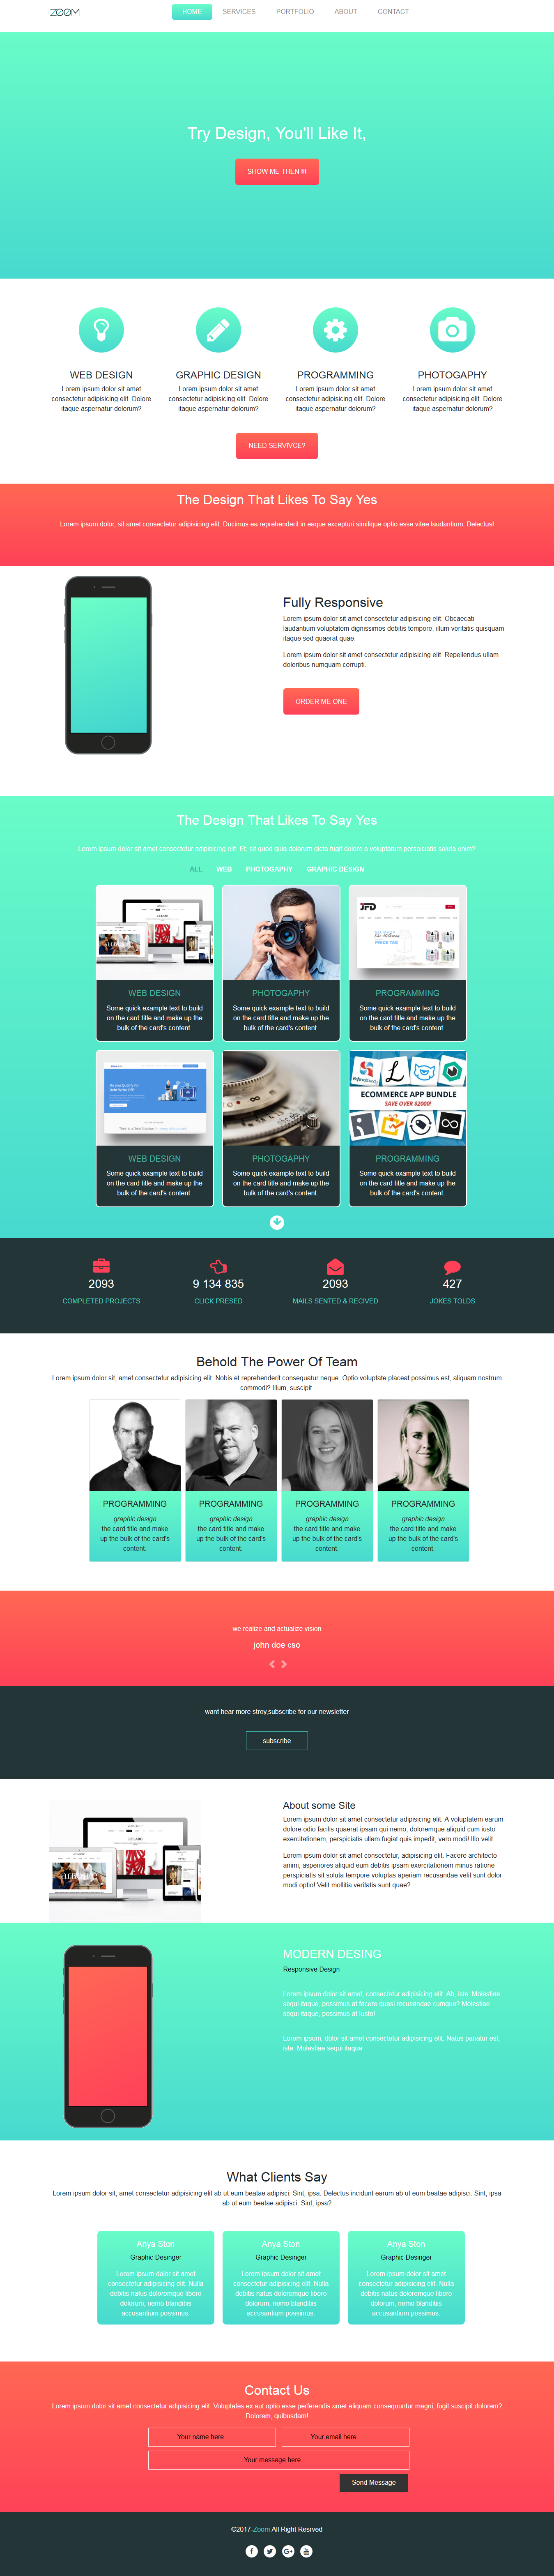 ZOOM
HOME SERVICES PORTFOLIO ABOUT CONTACT
Try Design, You'll Like It,
SHOW ME THEN !!!
WEB DESIGN
Lorem ipsum dolor sit amet
consectetur adipisicing elit. Dolore
itaque aspernatur dolorum?
GRAPHIC DESIGN
Lorem ipsum dolor sit amet
consectetur adipisicing elit. Dolore
itaque aspernatur dolorum?
PROGRAMMING
Lorem ipsum dolor sit amet
consectetur adipisicing elit. Dolore
itaque aspernatur dolorum?
PHOTOGAPHY
Lorem ipsum dolor sit amet
consectetur adipisicing elit. Dolore
itaque aspernatur dolorum?
NEED SERVIVCE?
The Design That Likes To Say Yes
Lorem ipsum dolor, sit amet consectetur adipisicing elit. Ducimus ea reprehenderit in eaque excepturi similique optio esse vitae laudantium. Delectus!
Fully Responsive
Lorem ipsum dolor sit amet consectetur adipisicing elit. Obcaecati
laudantium voluptatem dignissimos debitis tempore, illum veritatis quisquam
itaque sed quaerat quae.
Lorem ipsum dolor sit amet consectetur adipisicing elit. Repellendus ullam
doloribus numquam corrupti.
ORDER ME ONE
The Design That Likes To Say Yes
Lorem ipsum dolor sit amet consectetur adipisicing elit. Et, sit quod quia dolorum dicta fugit dolore a voluptatum perspiciatis soluta enim?
ALL WEB PHOTOGAPHY GRAPHIC DESIGN
WEB DESIGN
Some quick example text to build
on the card title and make up the
bulk of the card's content.
PHOTOGAPHY
Some quick example text to build
on the card title and make up the
bulk of the card's content.
JFD
PRICE TAG
PROGRAMMING
Some quick example text to build
on the card title and make up the
bulk of the card's content.
WEB DESIGN
Some quick example text to build
on the card title and make up the
bulk of the card's content.
PHOTOGAPHY
Some quick example text to build
on the card title and make up the
bulk of the card's content.
ECOMMERCE APP BUNDLE
SAVE OVER $2000!
PROGRAMMING
Some quick example text to build
on the card title and make up the
bulk of the card's content.
2093
COMPLETED PROJECTS
9 134 835
CLICK PRESED
2093
MAILS SENTED & RECIVED
427
JOKES TOLDS
Behold The Power Of Team
Lorem ipsum dolor sit, amet consectetur adipisicing elit. Nobis et reprehenderit consequatur neque. Optio voluptate placeat possimus est, aliquam nostrum
commodi? Illum, suscipit.
PROGRAMMING
graphic design
the card title and make
up the bulk of the card's
content.
PROGRAMMING
graphic design
the card title and make
up the bulk of the card's
content.
PROGRAMMING
graphic design
the card title and make
up the bulk of the card's
content.
PROGRAMMING
graphic design
the card title and make
up the bulk of the card's
content.
we realize and actualize vision
john doe cso
want hear more stroy,subscribe for our newsletter
subscribe
About some Site
Lorem ipsum dolor sit amet consectetur adipisicing elit. A voluptatem earum
dolore odio facilis quaerat ipsam qui nemo, doloremque aliquid cum iusto
exercitationem, perspiciatis ullam fugiat quis impedit, vero modi! Illo velit
Lorem ipsum dolor sit amet consectetur, adipisicing elit. Facere architecto
animi, asperiores aliquid eum debitis ipsam exercitationem minus ratione
perspiciatis sit soluta tempore voluptas aperiam recusandae velit sunt dolor
modi optio! Velit mollitia veritatis sunt quae?
MODERN DESING
Responsive Design
Lorem ipsum dolor sit amet, consectetur adipisicing elit. Ab, iste. Molestiae
sequi itaque, possimus at facere quasi recusandae cumque? Molestiae
sequi itaque, possimus at iusto!
Lorem ipsum, dolor sit amet consectetur adipisicing elit. Natus pariatur est,
iste. Molestiae sequi itaque
What Clients Say
Lorem ipsum dolor sit, amet consectetur adipisicing elit ab ut eum beatae adipisci. Sint, ipsa. Delectus incidunt earum ab ut eum beatae adipisci. Sint, ipsa
ab ut eum beatae adipisci. Sint, ipsa?
Anya Ston
Graphic Desinger
Lorem ipsum dolor sit amet
consectetur adipisicing elit. Nulla
debitis natus doloremque libero
dolorum, nemo blanditiis
accusantium possimus.
Anya Ston
Graphic Desinger
Lorem ipsum dolor sit amet
consectetur adipisicing elit. Nulla
debitis natus doloremque libero
dolorum, nemo blanditiis
accusantium possimus.
Anya Ston
Graphic Desinger
Lorem ipsum dolor sit amet
consectetur adipisicing elit. Nulla
debitis natus doloremque libero
dolorum, nemo blanditiis
accusantium possimus.
Contact Us
Lorem ipsum dolor sit amet consectetur adipisicing elit. Voluptates ex aut optio esse perferendis amet aliquam consequuntur magni, fugit suscipit dolorem?
Dolorem, quibusdam!
Your name here
Your email here
Your message here
Send Message
©2017-Zoom All Right Resrved